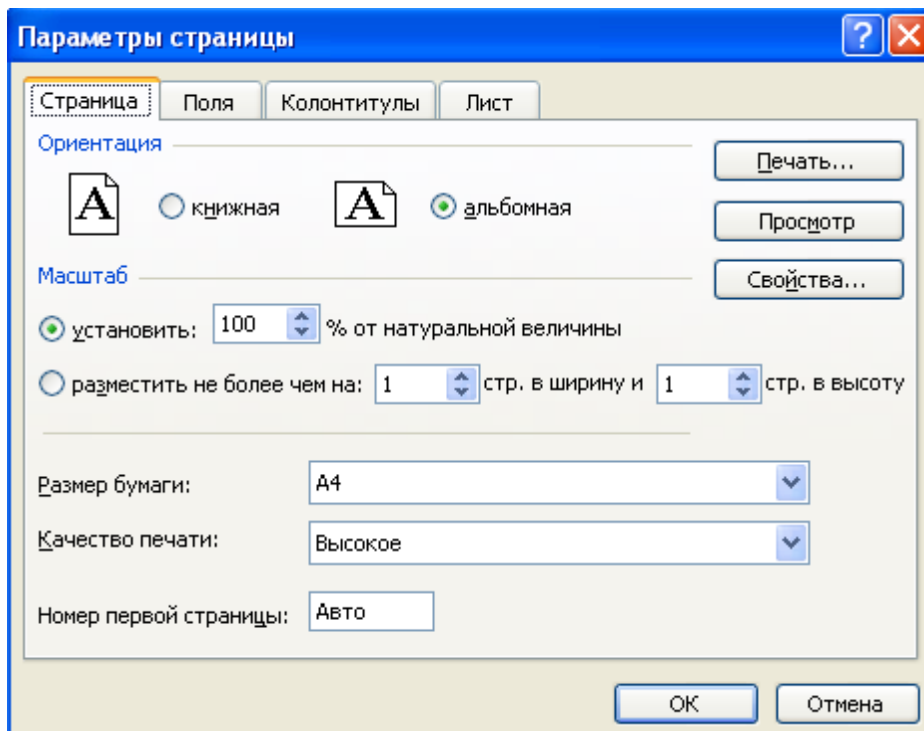 Параметры страницы
Страница Поля Колонтитулы Лист
Ориентация
Печать...
A книжная A альбомная
Просмотр
Масштаб
Свойства...
установить: 100 % от натуральной величины
разместить не более чем на: 1 стр. в ширину и 1 стр. в высоту
Размер бумаги: A4
Качество печати: Высокое
Номер первой страницы: Авто
ОК Отмена